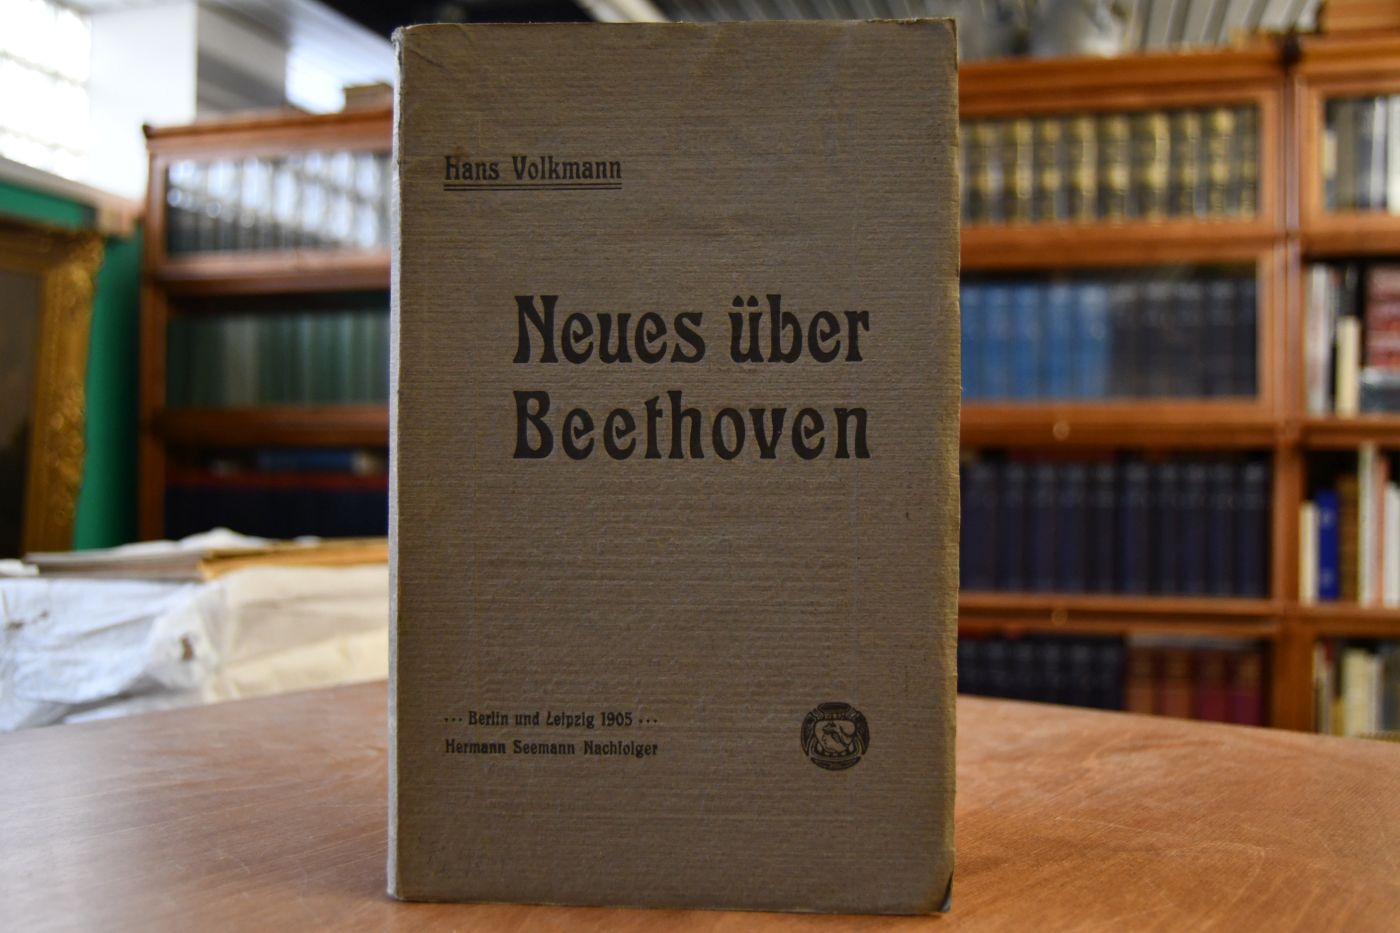 Hans Volkmann
Neues über
Beethoven
... Berlin und Leipzig 1905 ...
Hermann Seemann Nachfolger